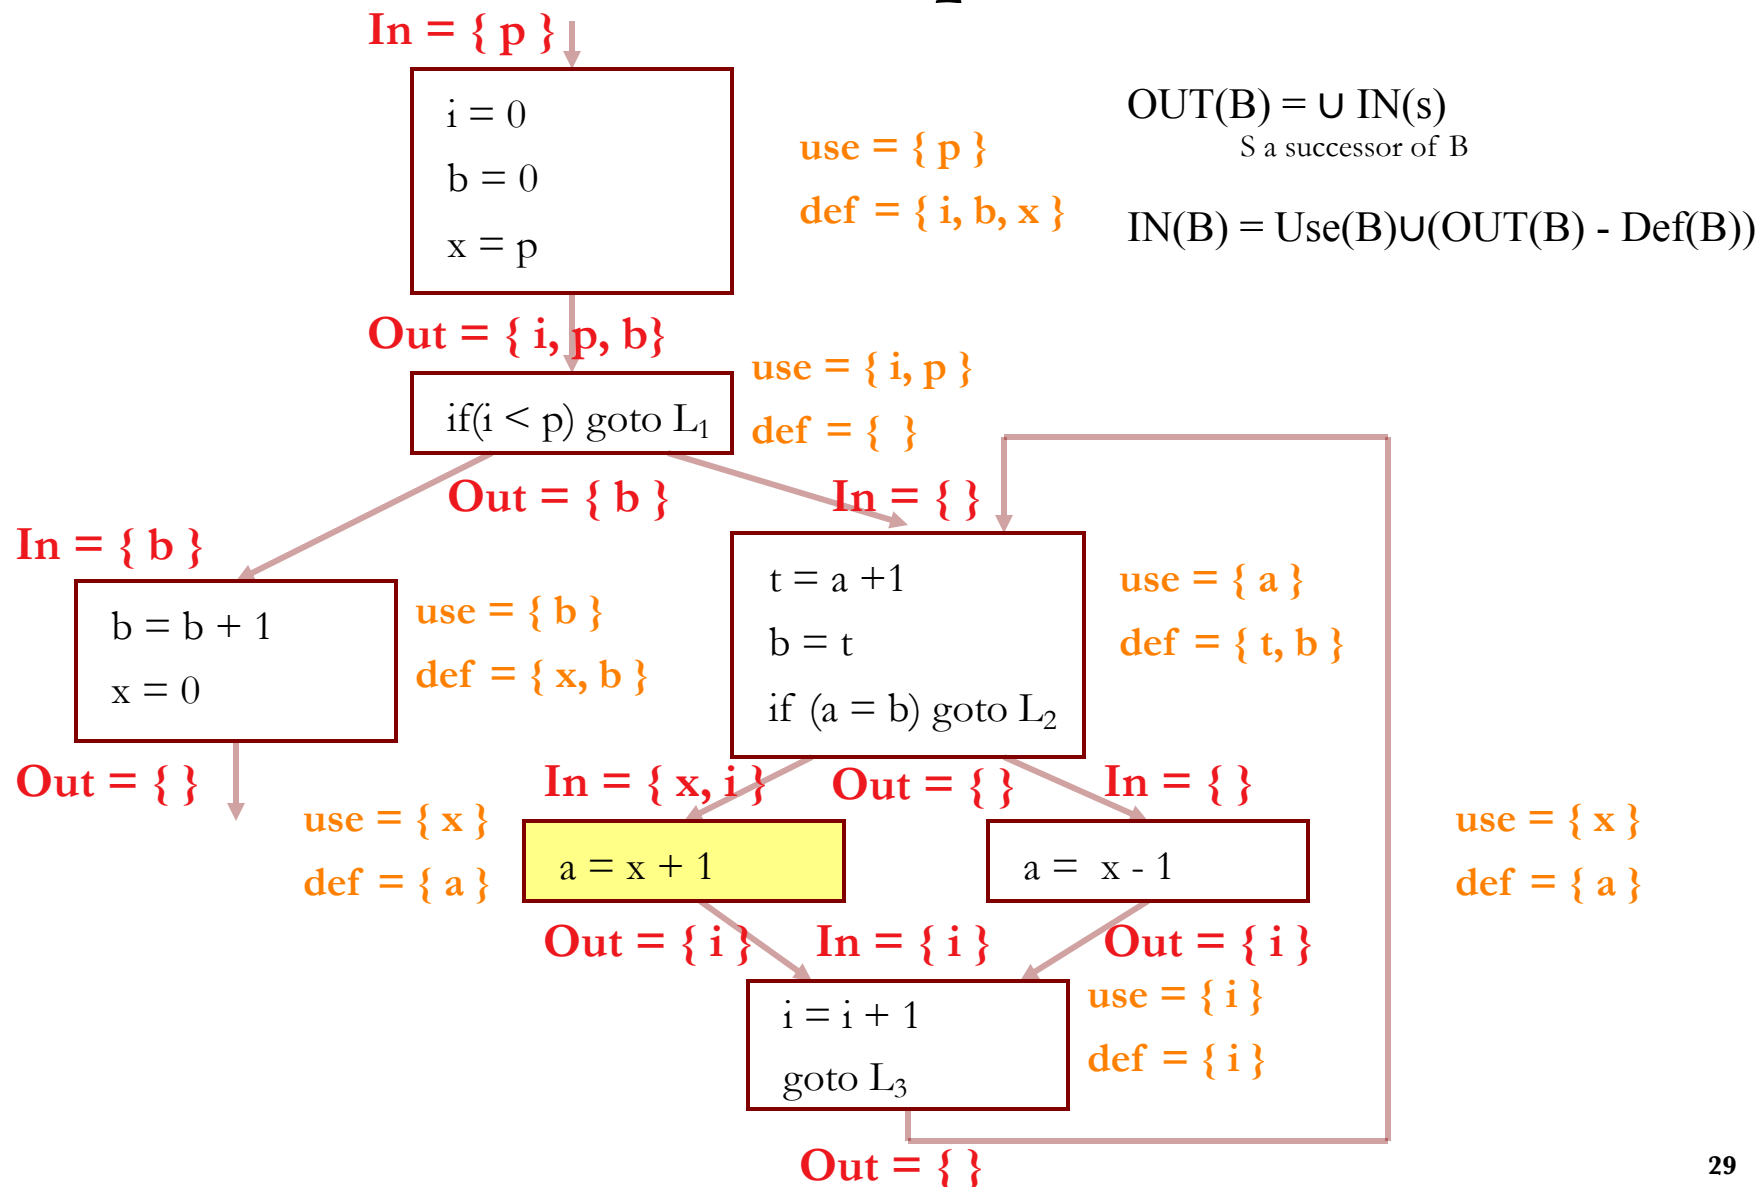 In = { p }
i = 0
b = 0
x = p
use = { p }
def = { i, b, x }
OUT(B) = ∪ IN(s)
S a successor of B
IN(B) = Use(B)∪(OUT(B) - Def(B))
Out = { i, p, b}
if(i < p) goto L₁
use = { i, p }
def = { }
Out = { b }
In = { }
In = { b }
b = b + 1
x = 0
use = { b }
def = { x, b }
Out = { }
t = a +1
b = t
if (a = b) goto L₂
use = { a }
def = { t, b }
In = { x, i }
Out = { }
In = { }
use = { x }
def = { a }
a = x + 1
a = x - 1
use = { x }
def = { a }
Out = { i }
In = { i }
Out = { i }
i = i + 1
goto L₃
use = { i }
def = { i }
Out = { }
29